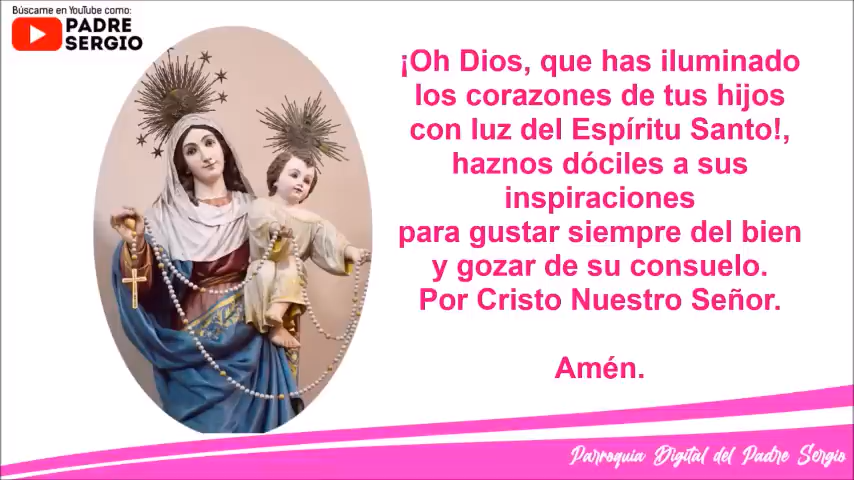 Búscame en YouTube como:
PADRE
SERGIO
¡Oh Dios, que has iluminado
los corazones de tus hijos
con luz del Espíritu Santo!,
haznos dóciles a sus
inspiraciones
para gustar siempre del bien
y gozar de su consuelo.
Por Cristo Nuestro Señor.
Amén.
Parroquia Digital del Padre Sergio